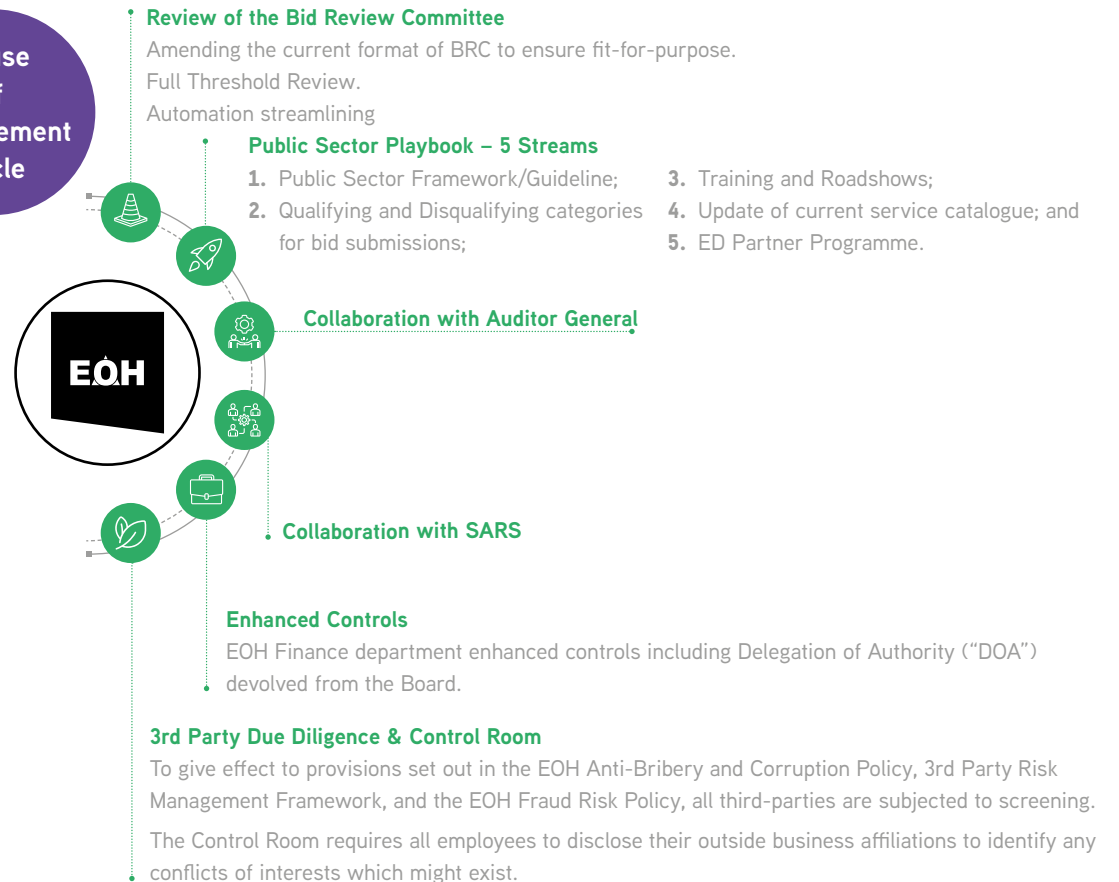 Review of the Bid Review Committee
Amending the current format of BRC to ensure fit-for-purpose.
Full Threshold Review.
Automation streamlining
Public Sector Playbook – 5 Streams
1. Public Sector Framework/Guideline;
2. Qualifying and Disqualifying categories
for bid submissions;
3. Training and Roadshows;
4. Update of current service catalogue; and
5. ED Partner Programme.
Collaboration with Auditor General
EOH
Collaboration with SARS
Enhanced Controls
EOH Finance department enhanced controls including Delegation of Authority (“DOA”)
devolved from the Board.
3rd Party Due Diligence & Control Room
To give effect to provisions set out in the EOH Anti-Bribery and Corruption Policy, 3rd Party Risk
Management Framework, and the EOH Fraud Risk Policy, all third-parties are subjected to screening.
The Control Room requires all employees to disclose their outside business affiliations to identify any
conflicts of interests which might exist.